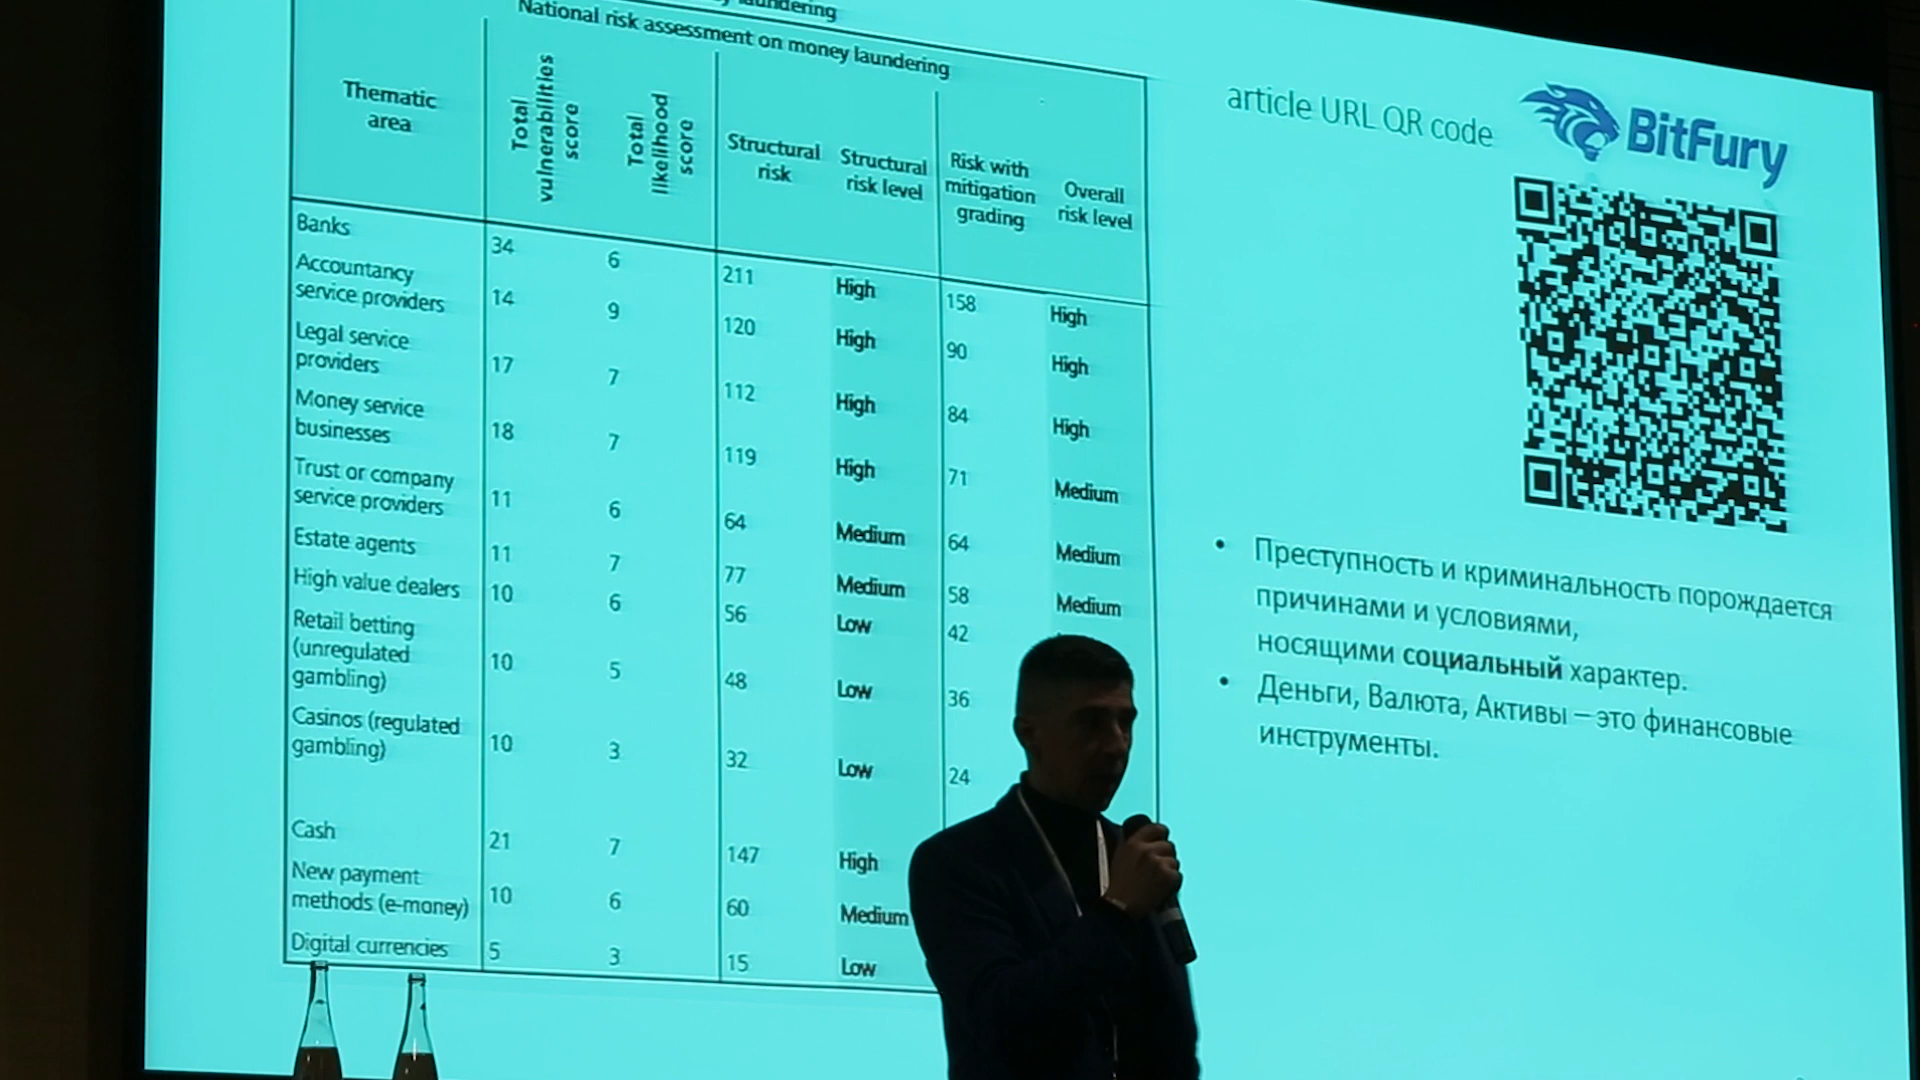 laundering
National risk assessment on money laundering
Thematic
area
Total
vulnerabilities
score
Total
likelihood
score
Structural
risk
Structural
risk level
Risk with
mitigation
grading
Overall
risk level
Banks
34
6
211
High
158
High
Accountancy
service providers
14
9
120
High
90
High
Legal service
providers
17
7
112
High
84
High
Money service
businesses
18
7
119
High
71
Medium
Trust or company
service providers
11
6
64
Medium
64
Medium
Estate agents
11
7
77
Medium
58
Medium
High value dealers
10
6
56
Low
42
Retail betting
(unregulated
gambling)
10
5
48
Low
36
Casinos (regulated
gambling)
10
3
32
Low
24
Cash
21
7
147
High
New payment
methods (e-money)
10
6
60
Medium
Digital currencies
5
3
15
Low
article URL QR code
BitFury
• Преступность и криминальность порождается
причинами и условиями,
носящими социальный характер.
• Деньги, Валюта, Активы – это финансовые
инструменты.